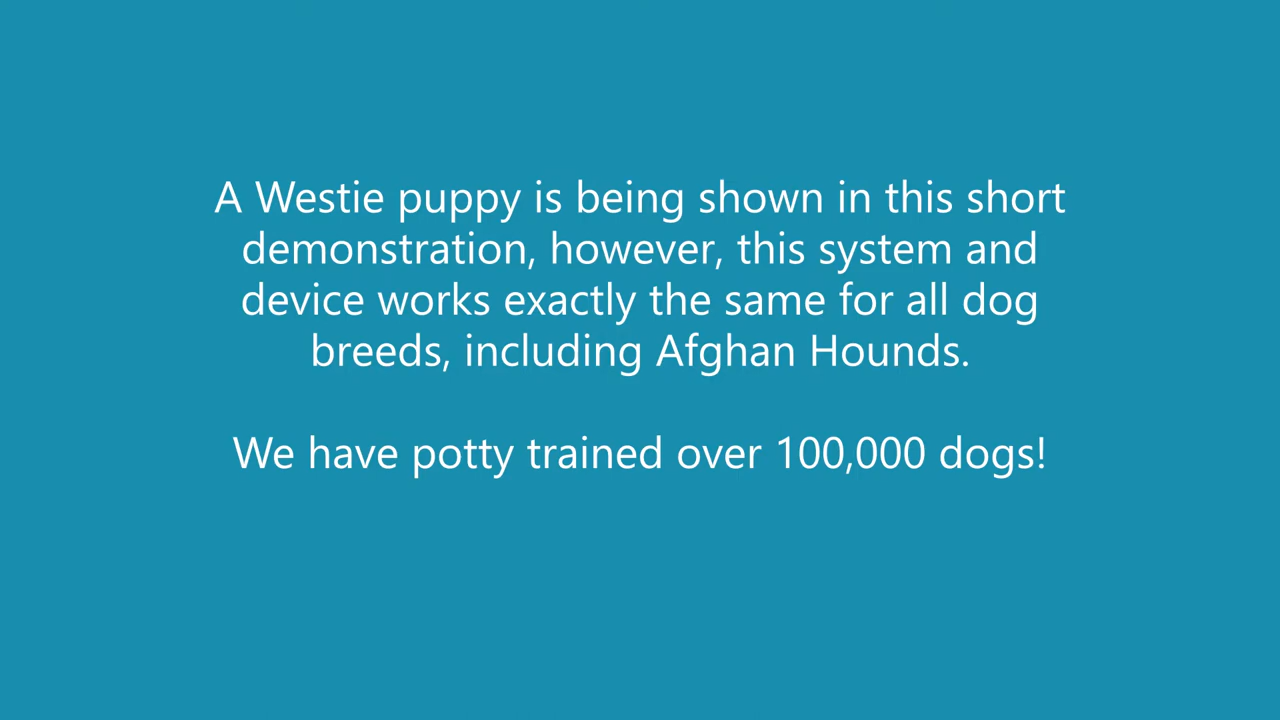 A Westie puppy is being shown in this short
demonstration, however, this system and
device works exactly the same for all dog
breeds, including Afghan Hounds.
We have potty trained over 100,000 dogs!